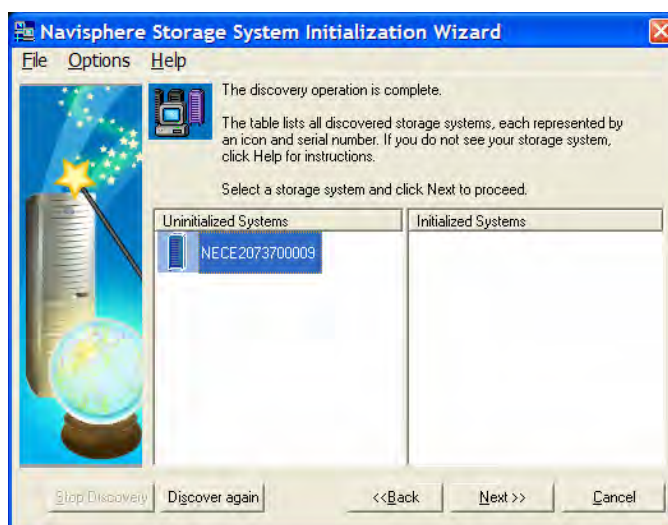 Navisphere Storage System Initialization Wizard
File Options Help
The discovery operation is complete.
The table lists all discovered storage systems, each represented by
an icon and serial number. If you do not see your storage system,
click Help for instructions.
Select a storage system and click Next to proceed.
Uninitialized Systems
Initialized Systems
NECE2073700009
Stop Discovery
Discover again
<<Back
Next>>
Cancel